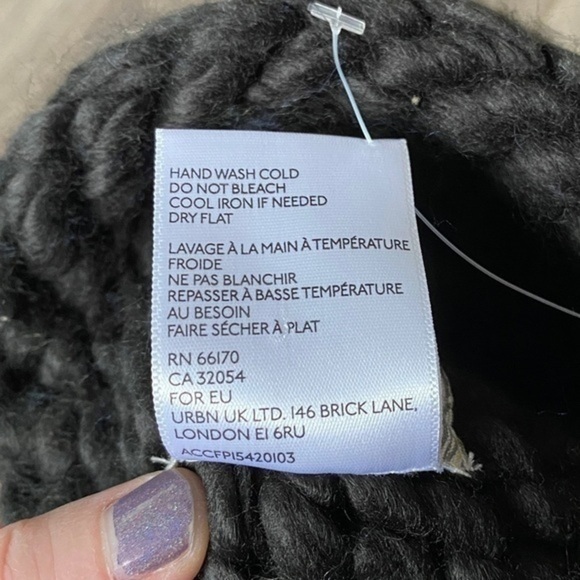 HAND WASH COLD
DO NOT BLEACH
COOL IRON IF NEEDED
DRY FLAT
LAVAGE À LA MAIN À TEMPÉRATURE
FROIDE
NE PAS BLANCHIR
REPASSER À BASSE TEMPÉRATURE
AU BESOIN
FAIRE SÉCHER À PLAT
RN 66170
CA 32054
FOR EU
URBN UK LTD. 146 BRICK LANE,
LONDON E1 6RU
ACCFP15420103